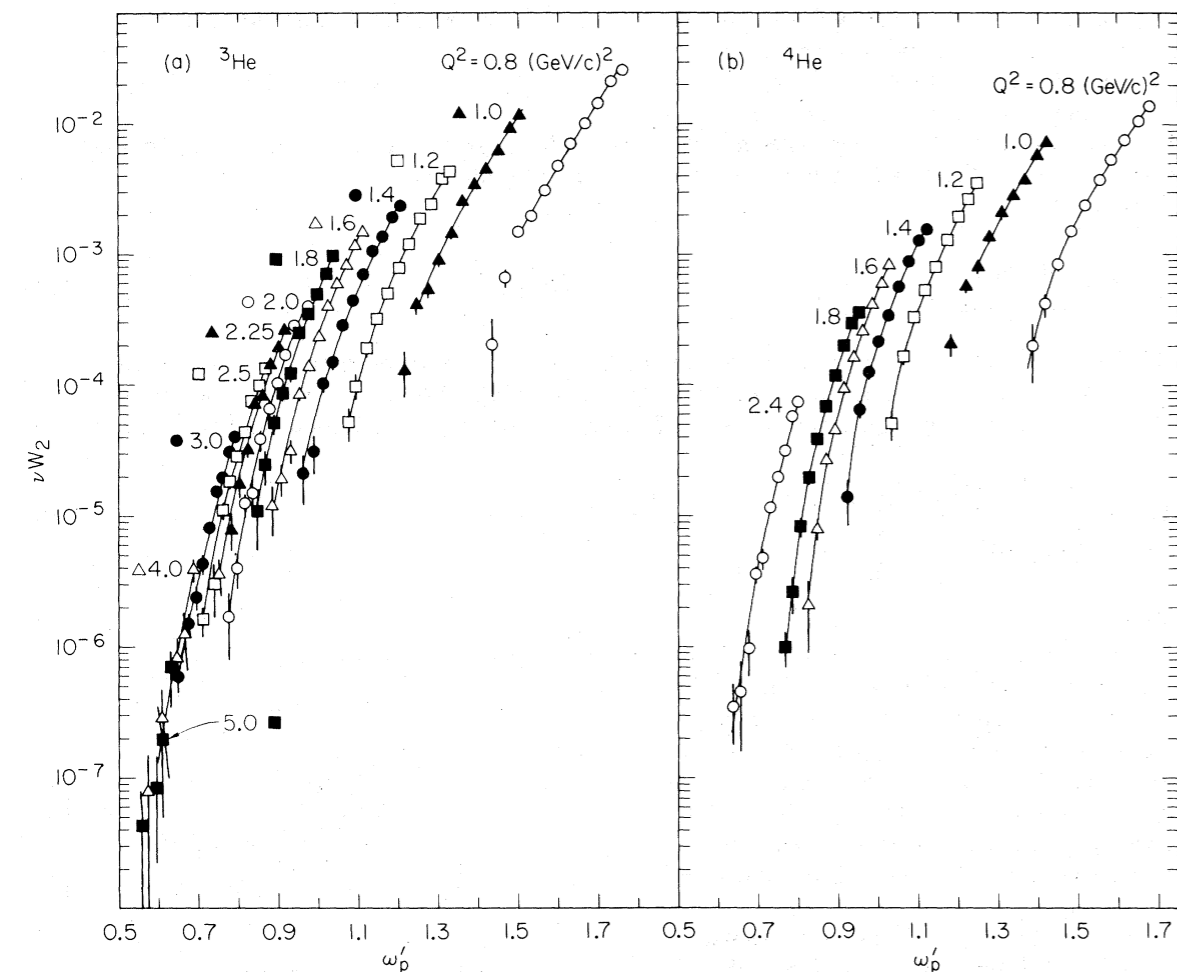 (a) ³He
Q² = 0.8 (GeV/c)²
1.0
1.2
1.4
1.6
1.8
2.0
2.25
2.5
3.0
4.0
5.0
10⁻²
10⁻³
10⁻⁴
10⁻⁵
10⁻⁶
10⁻⁷
νW₂
0.5 0.7 0.9 1.1 1.3 1.5 1.7
ω′p
(b) ⁴He
Q² = 0.8 (GeV/c)²
1.0
1.2
1.4
1.6
1.8
2.4
0.5 0.7 0.9 1.1 1.3 1.5 1.7
ω′p